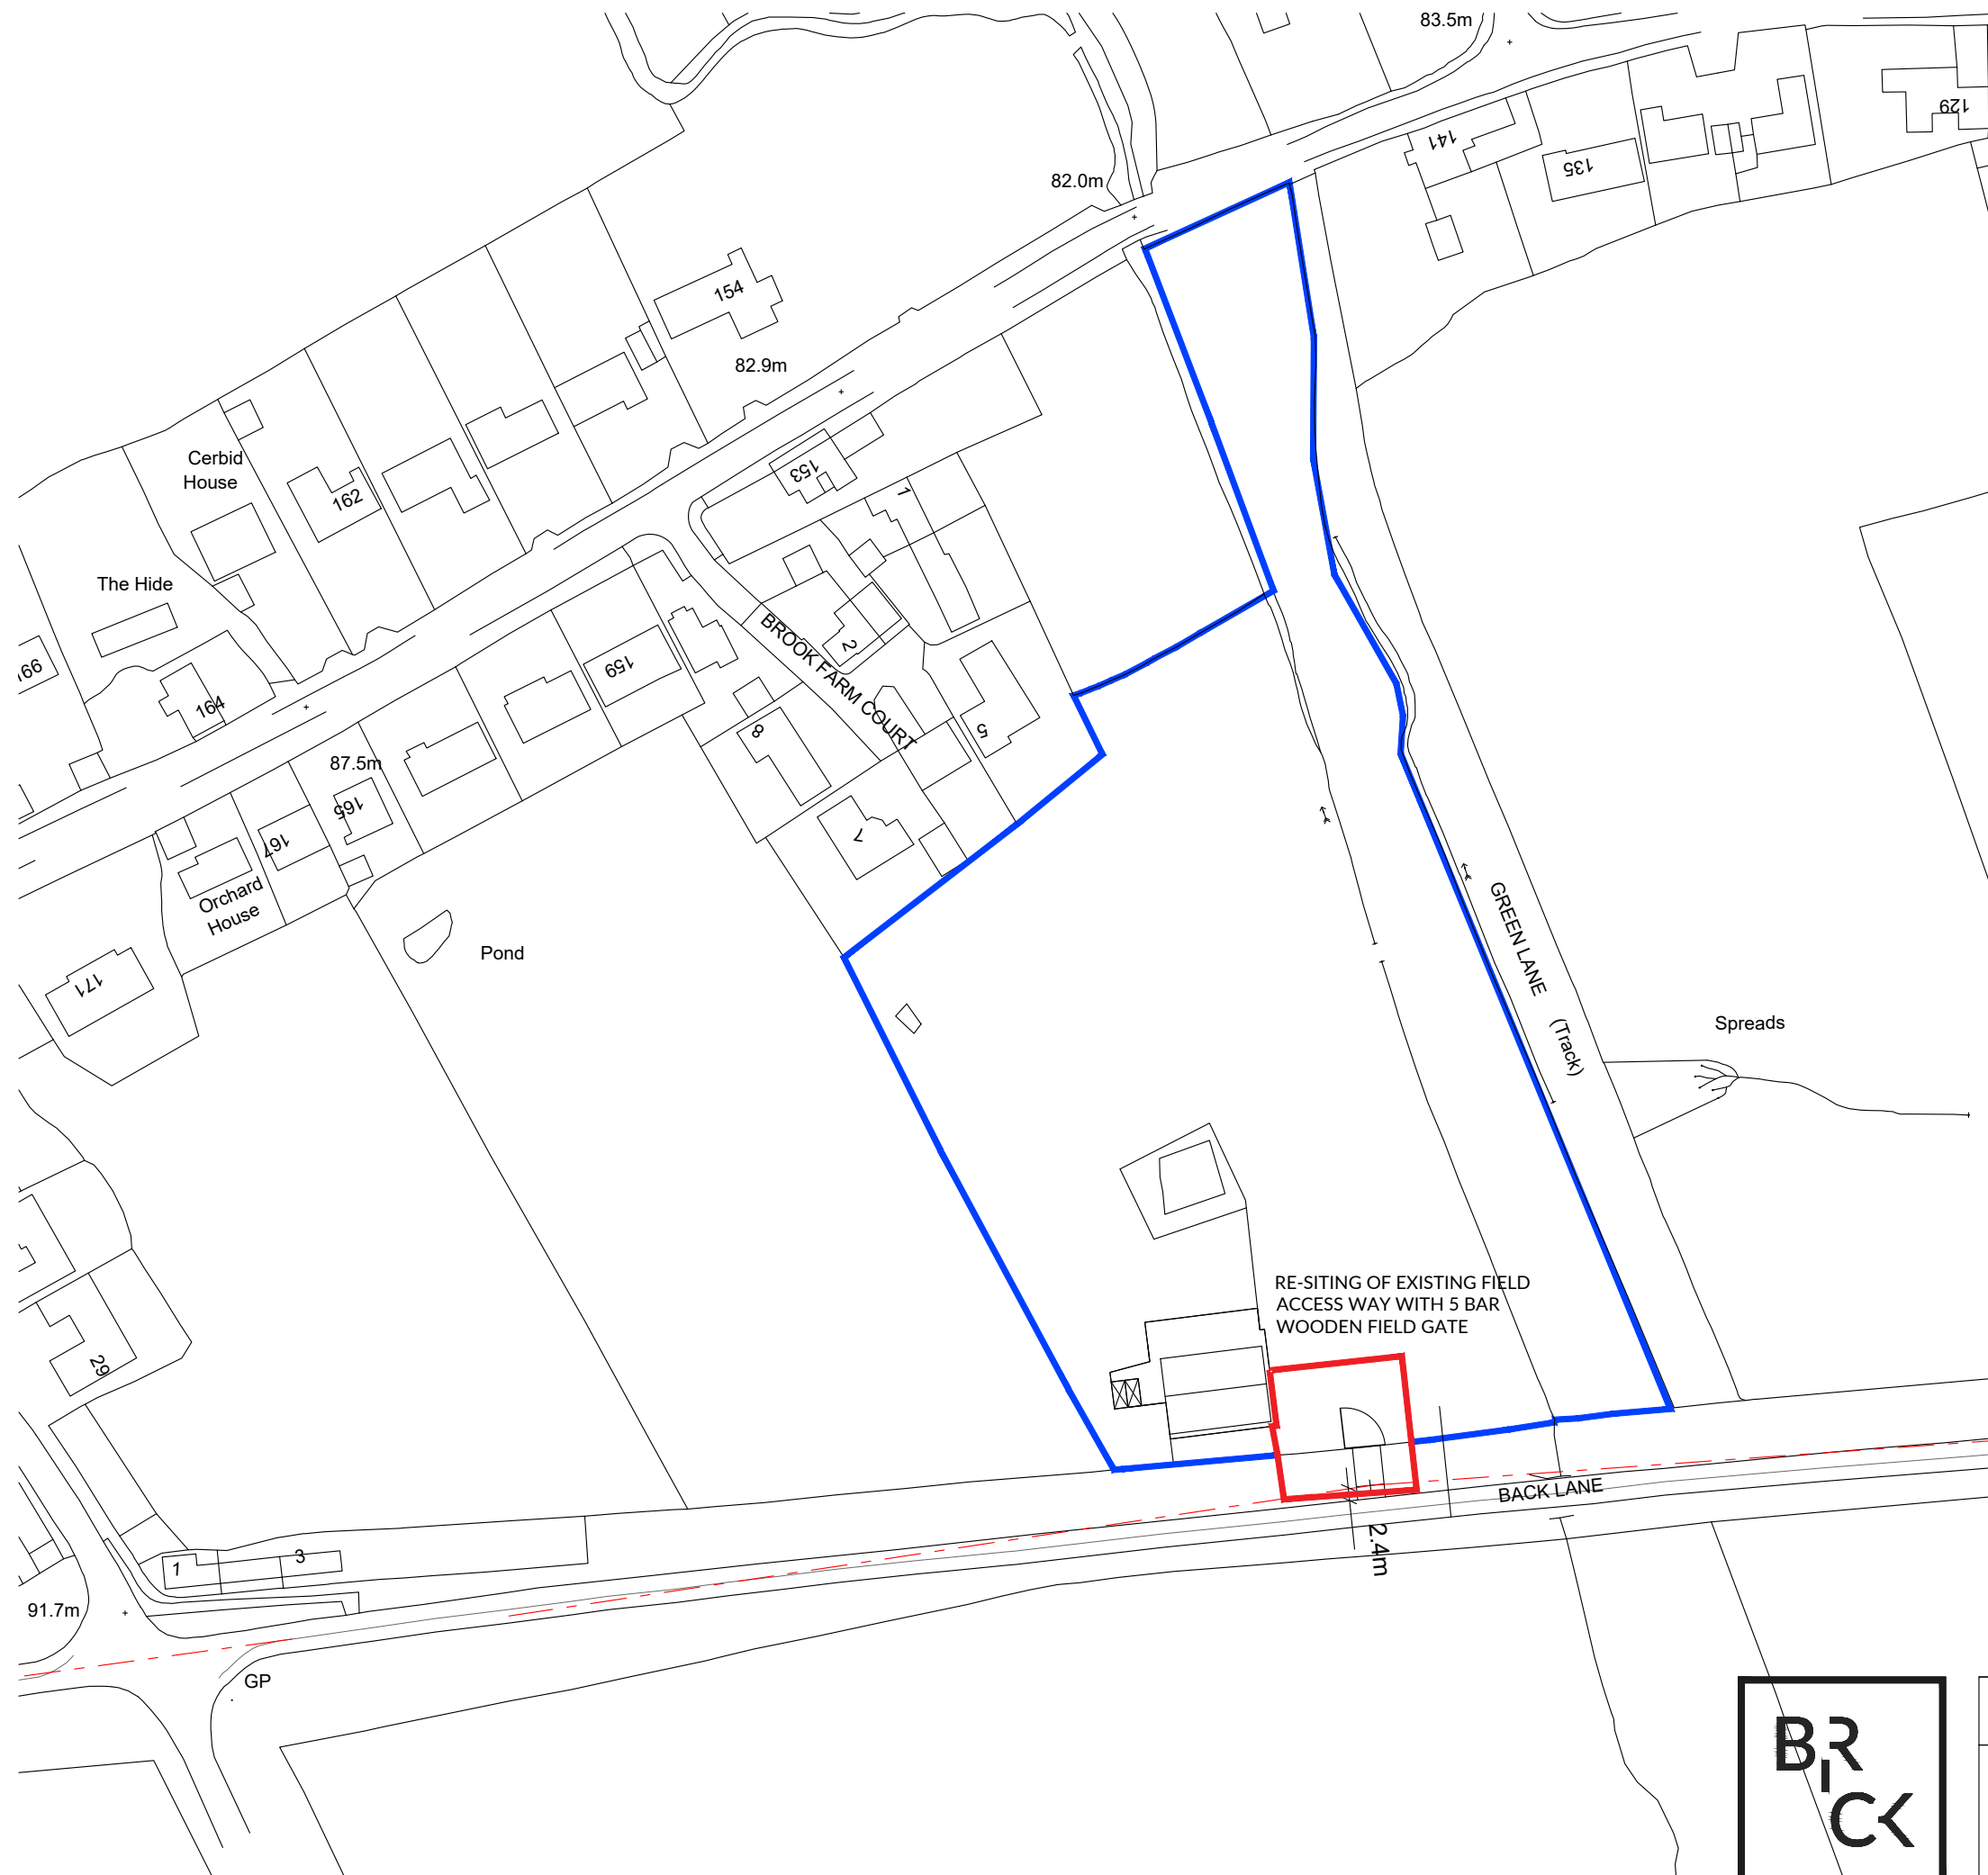 83.5m
129
141
135
82.0m
154
82.9m
Cerbid
House
162
153
1
The Hide
166
164
BROOK FARM COURT
2
159
8
5
87.5m
165
167
7
Orchard
House
Pond
171
GREEN LANE (Track)
Spreads
RE-SITING OF EXISTING FIELD
ACCESS WAY WITH 5 BAR
WOODEN FIELD GATE
29
BACK LANE
2.4m
1
3
91.7m
GP
BRICK